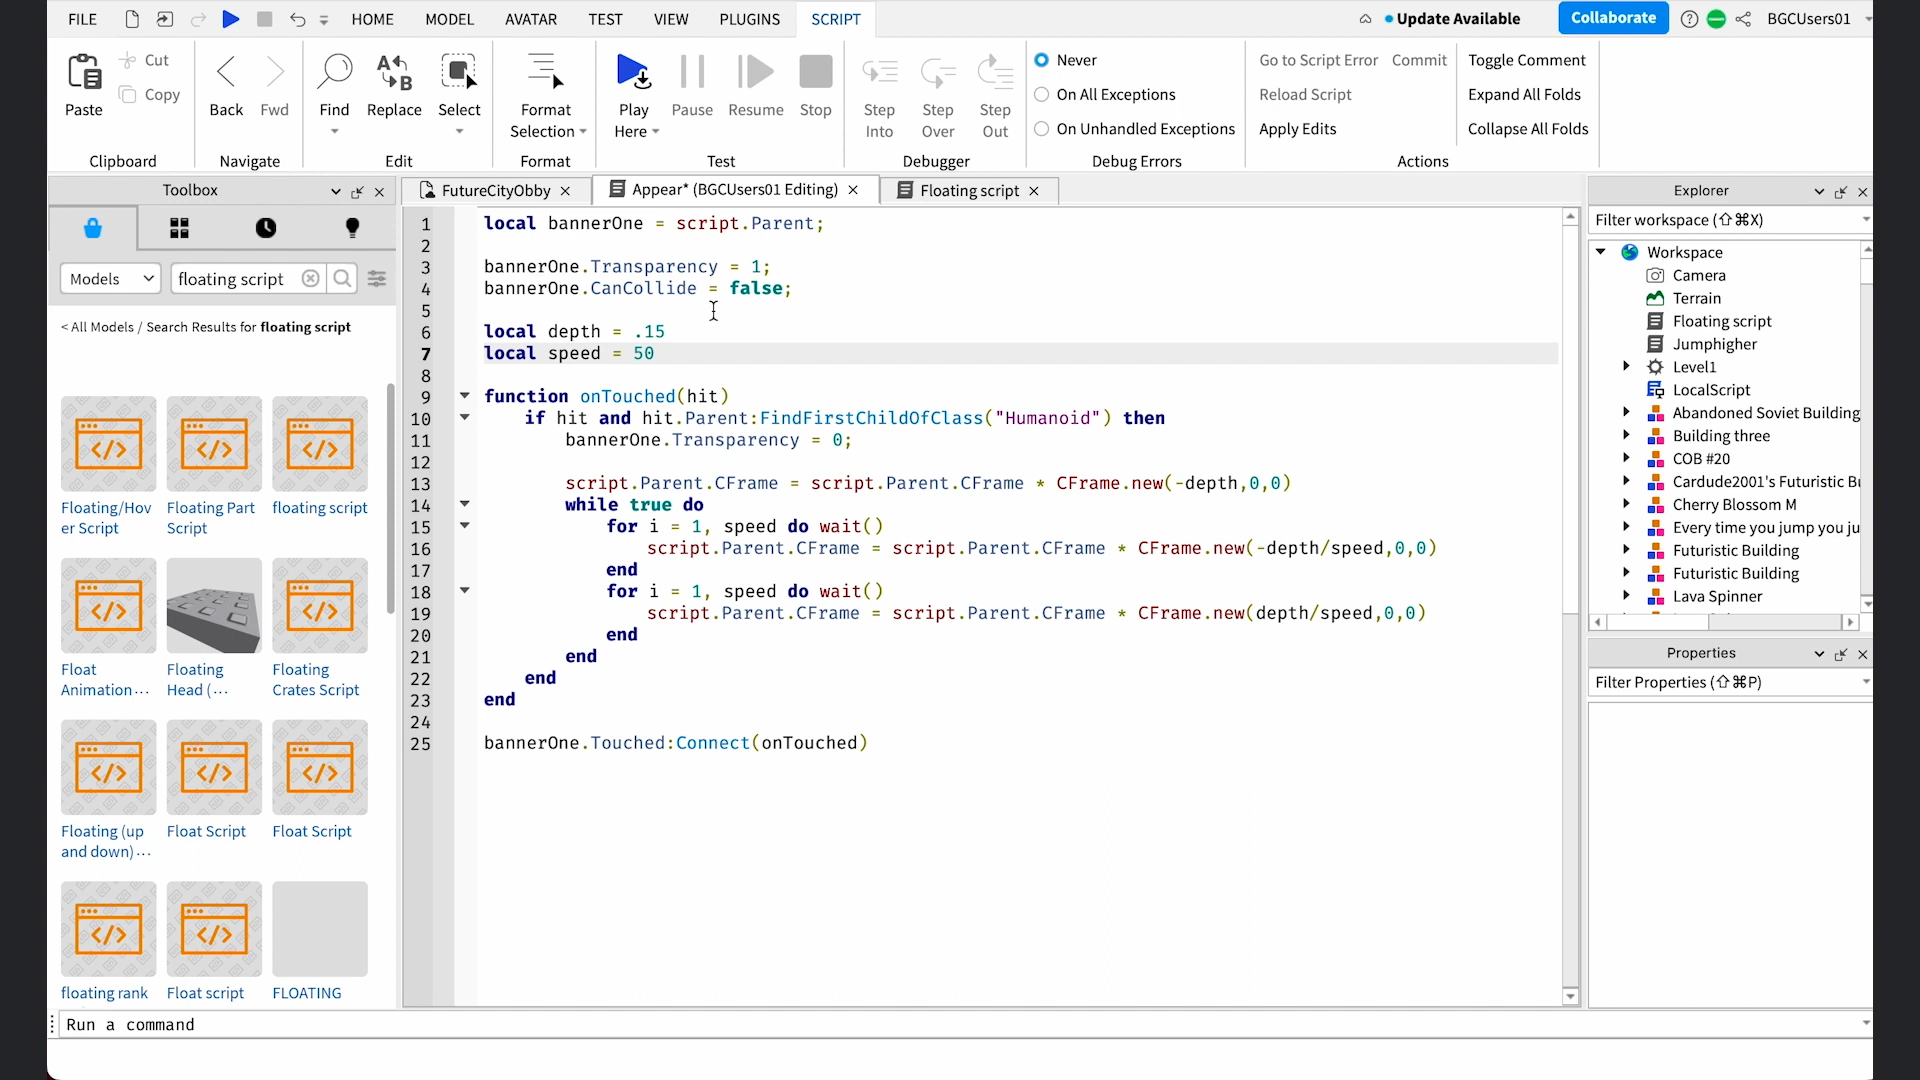 FILE HOME MODEL AVATAR TEST VIEW PLUGINS SCRIPT Update Available Collaborate BGCUsers01
Paste Cut Copy Back Fwd Find Replace Select Format Selection Play Here Pause Resume Stop Step Into Step Over Step Out
Never
On All Exceptions
On Unhandled Exceptions
Go to Script Error Commit
Reload Script
Apply Edits
Toggle Comment
Expand All Folds
Collapse All Folds
Clipboard Navigate Edit Format Test Debugger Debug Errors Actions
Toolbox
Models floating script
< All Models / Search Results for floating script
Floating/Hov
er Script
Floating Part
Script
floating script
Float
Animation...
Floating
Head (...
Floating
Crates Script
Floating (up
and down)...
Float Script
Float Script
floating rank
Float script
FLOATING
FutureCityObby Appear* (BGCUsers01 Editing) Floating script
1 local bannerOne = script.Parent;
2
3 bannerOne.Transparency = 1;
4 bannerOne.CanCollide = false;
5
6 local depth = .15
7 local speed = 50
8
9 function onTouched(hit)
10 if hit and hit.Parent:FindFirstChildOfClass("Humanoid") then
11 bannerOne.Transparency = 0;
12
13 script.Parent.CFrame = script.Parent.CFrame * CFrame.new(-depth,0,0)
14 while true do
15 for i = 1, speed do wait()
16 script.Parent.CFrame = script.Parent.CFrame * CFrame.new(-depth/speed,0,0)
17 end
18 for i = 1, speed do wait()
19 script.Parent.CFrame = script.Parent.CFrame * CFrame.new(depth/speed,0,0)
20 end
21 end
22 end
23 end
24
25 bannerOne.Touched:Connect(onTouched)
Explorer
Filter workspace (⇧⌘X)
Workspace
Camera
Terrain
Floating script
Jumphigher
Level1
LocalScript
Abandoned Soviet Building
Building three
COB #20
Cardude2001's Futuristic
Cherry Blossom M
Every time you jump you
Futuristic Building
Futuristic Building
Lava Spinner
Properties
Filter Properties (⇧⌘P)
Run a command